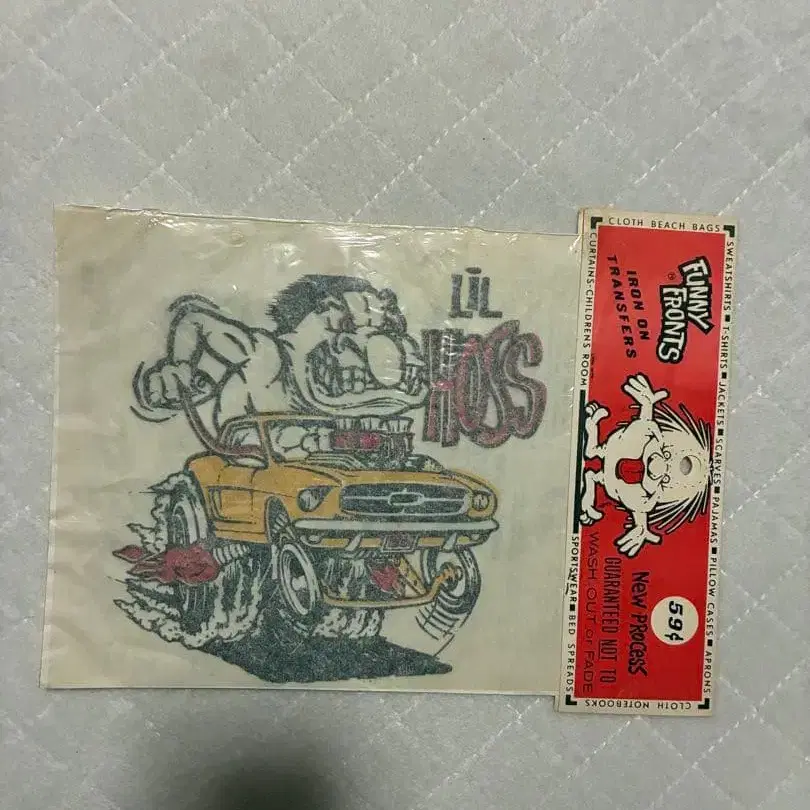 LIL
HOSS
FUNNY
FRONTS
®
IRON ON
TRANSFERS
NEW PROCESS
GUARANTEED NOT TO
WASH OUT or FADE
59¢
CLOTH BEACH BAGS
SWEATSHIRTS ■ T-SHIRTS ■ JACKETS ■ SCARVES ■ PAJAMAS ■ PILLOW CASES ■ APRONS
CLOTH NOTEBOOKS
CURTAINS-CHILDRENS ROOM
SPORTSWEAR ■ BED SPREADS